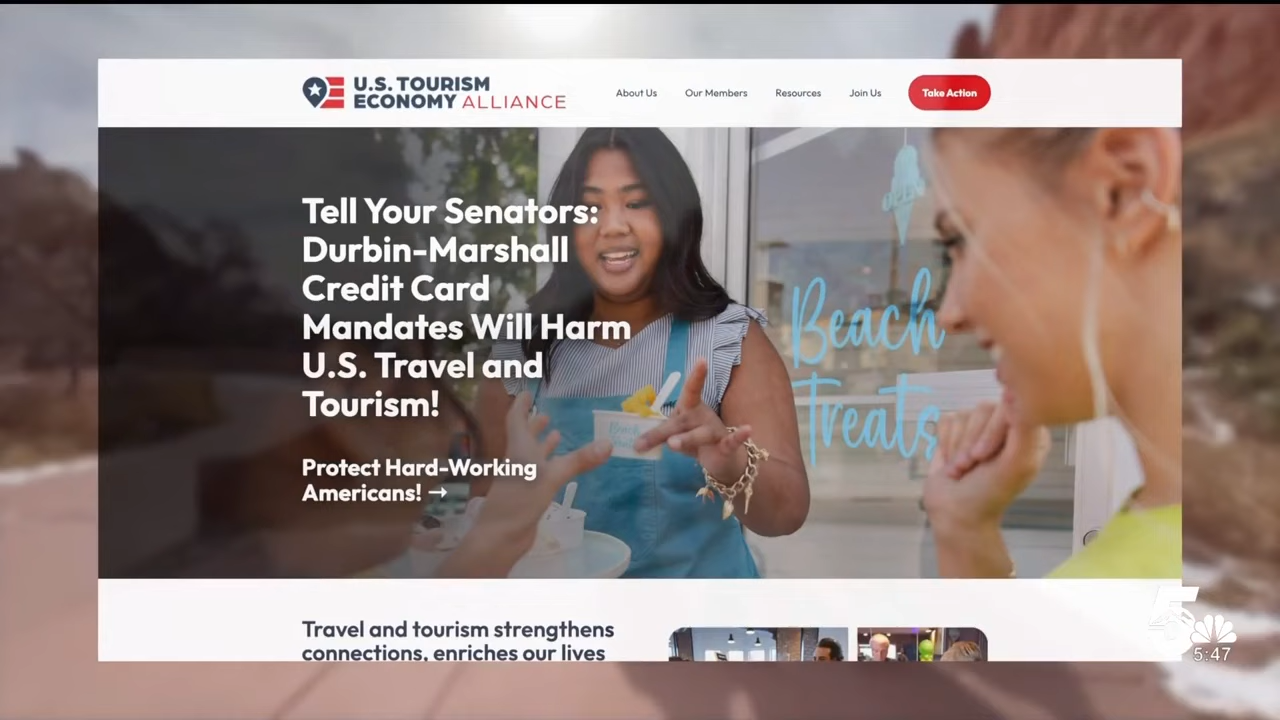 U.S. TOURISM
ECONOMY ALLIANCE
About Us
Our Members
Resources
Join Us
Take Action
Tell Your Senators:
Durbin-Marshall
Credit Card
Mandates Will Harm
U.S. Travel and
Tourism!
Protect Hard-Working
Americans! →
Beach
Treats
Beach
Travel and tourism strengthens
connections, enriches our lives
5
5:47